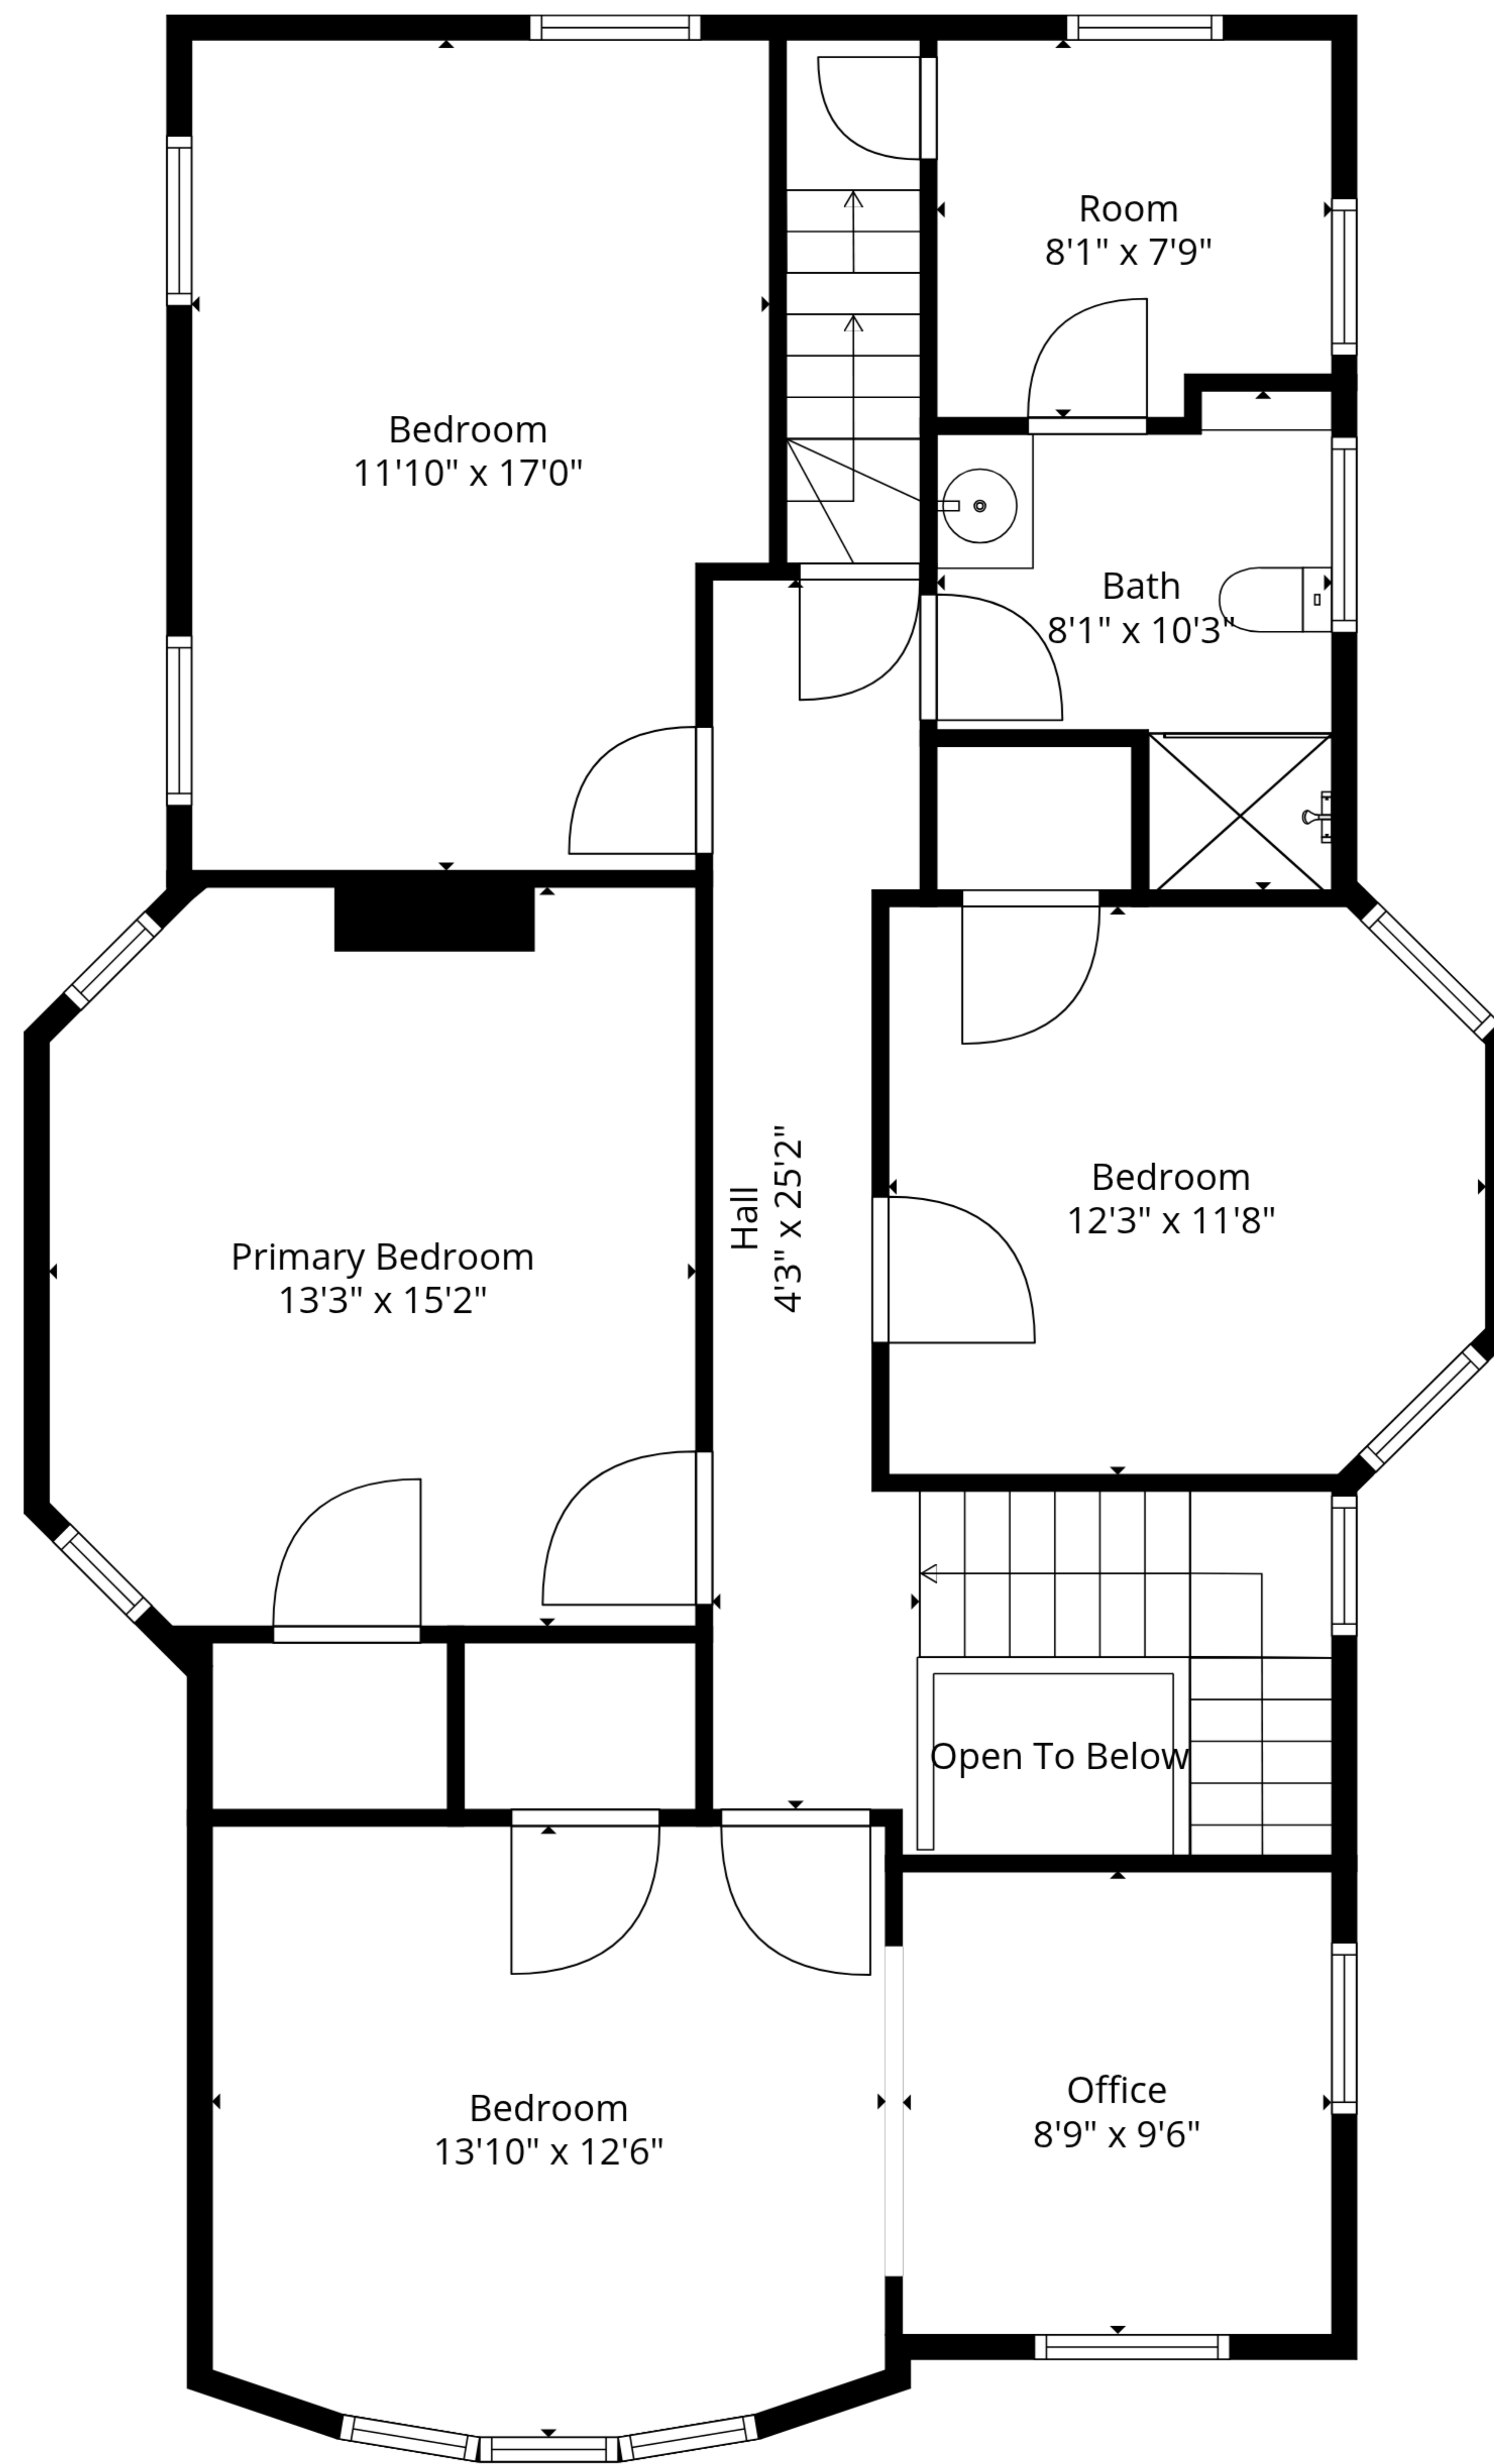 Room
8'1" x 7'9"
Bedroom
11'10" x 17'0"
Bath
8'1" x 10'3"
Bedroom
12'3" x 11'8"
Hall
4'3" x 25'2"
Primary Bedroom
13'3" x 15'2"
Open To Below
Office
8'9" x 9'6"
Bedroom
13'10" x 12'6"